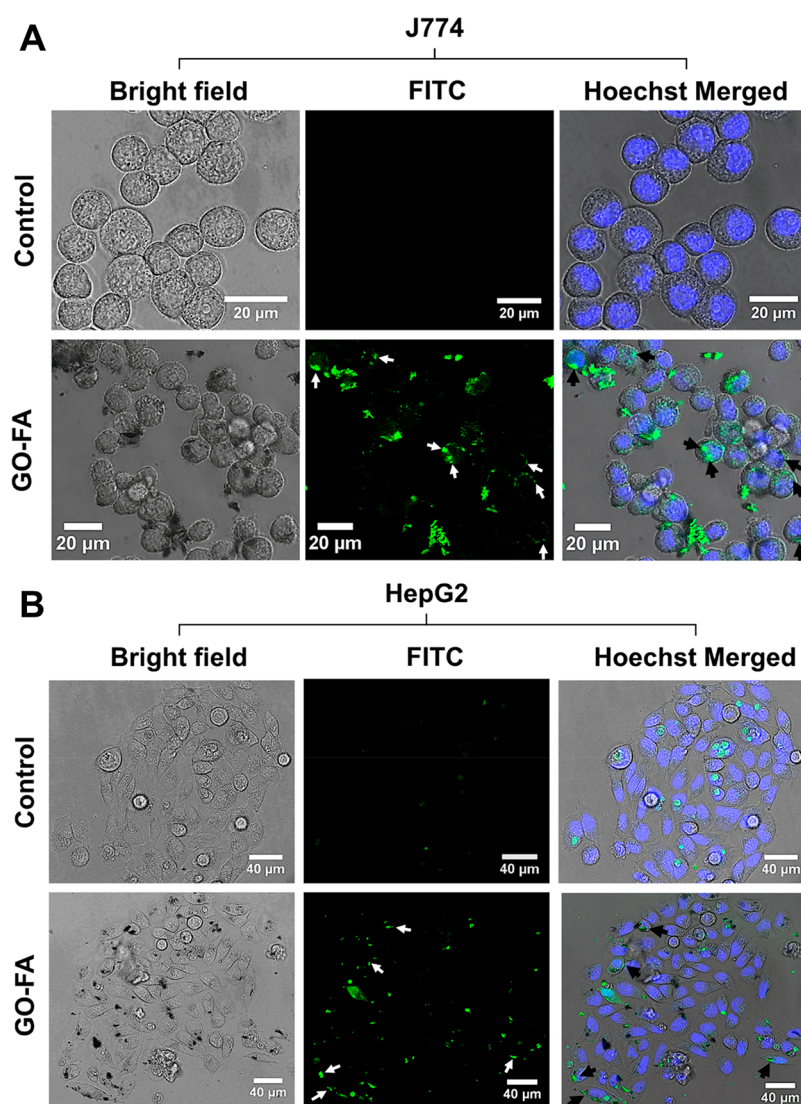 A
J774
Bright field FITC Hoechst Merged
Control
20 µm 20 µm 20 µm
GO-FA
20 µm 20 µm 20 µm
B
HepG2
Bright field FITC Hoechst Merged
Control
40 µm 40 µm 40 µm
GO-FA
40 µm 40 µm 40 µm